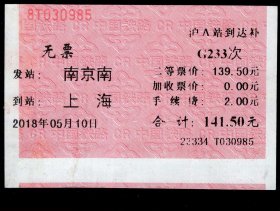 8T030985
沪A站到达补
无票 G233次
发站: 南京南 二等票价: 139.50元
加收票价: 0.00元
到站: 上海 手续费: 2.00元
2018年05月10日 合计: 141.50元
23334 T030985